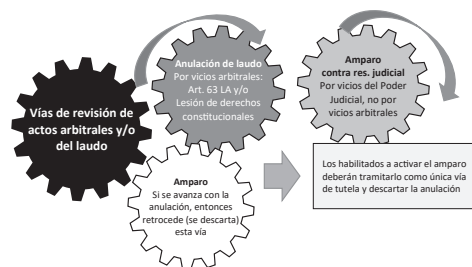 Vías de revisión de
actos arbitrales y/o
del laudo
Anulación de laudo
Por vicios arbitrales:
Art. 63 LA y/o
Lesión de derechos
constitucionales
Amparo
Si se avanza con la
anulación, entonces
retrocede (se descarta)
esta vía
Amparo
contra res. judicial
Por vicios del Poder
Judicial, no por
vicios arbitrales
Los habilitados a activar el amparo
deberán tramitarlo como única vía
de tutela y descartar la anulación